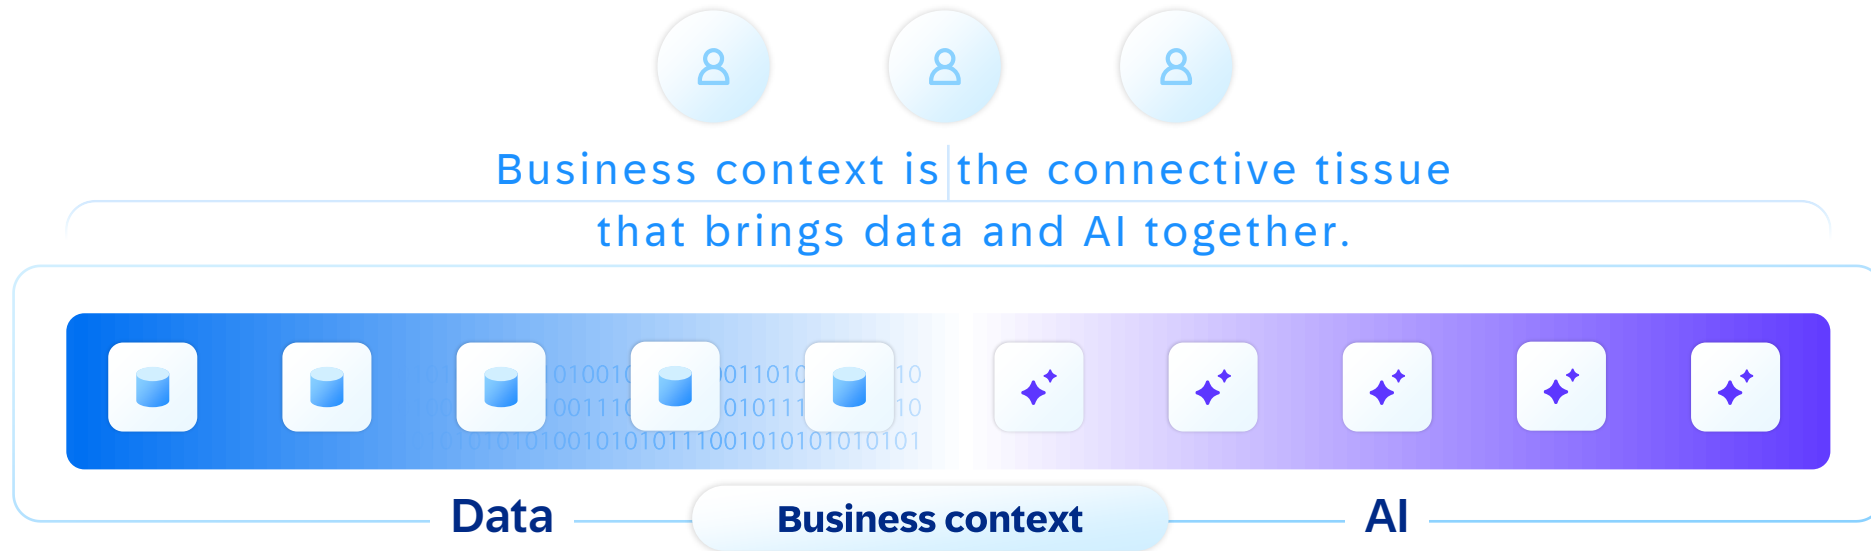 Business context is the connective tissue
that brings data and AI together.
Data
Business context
AI